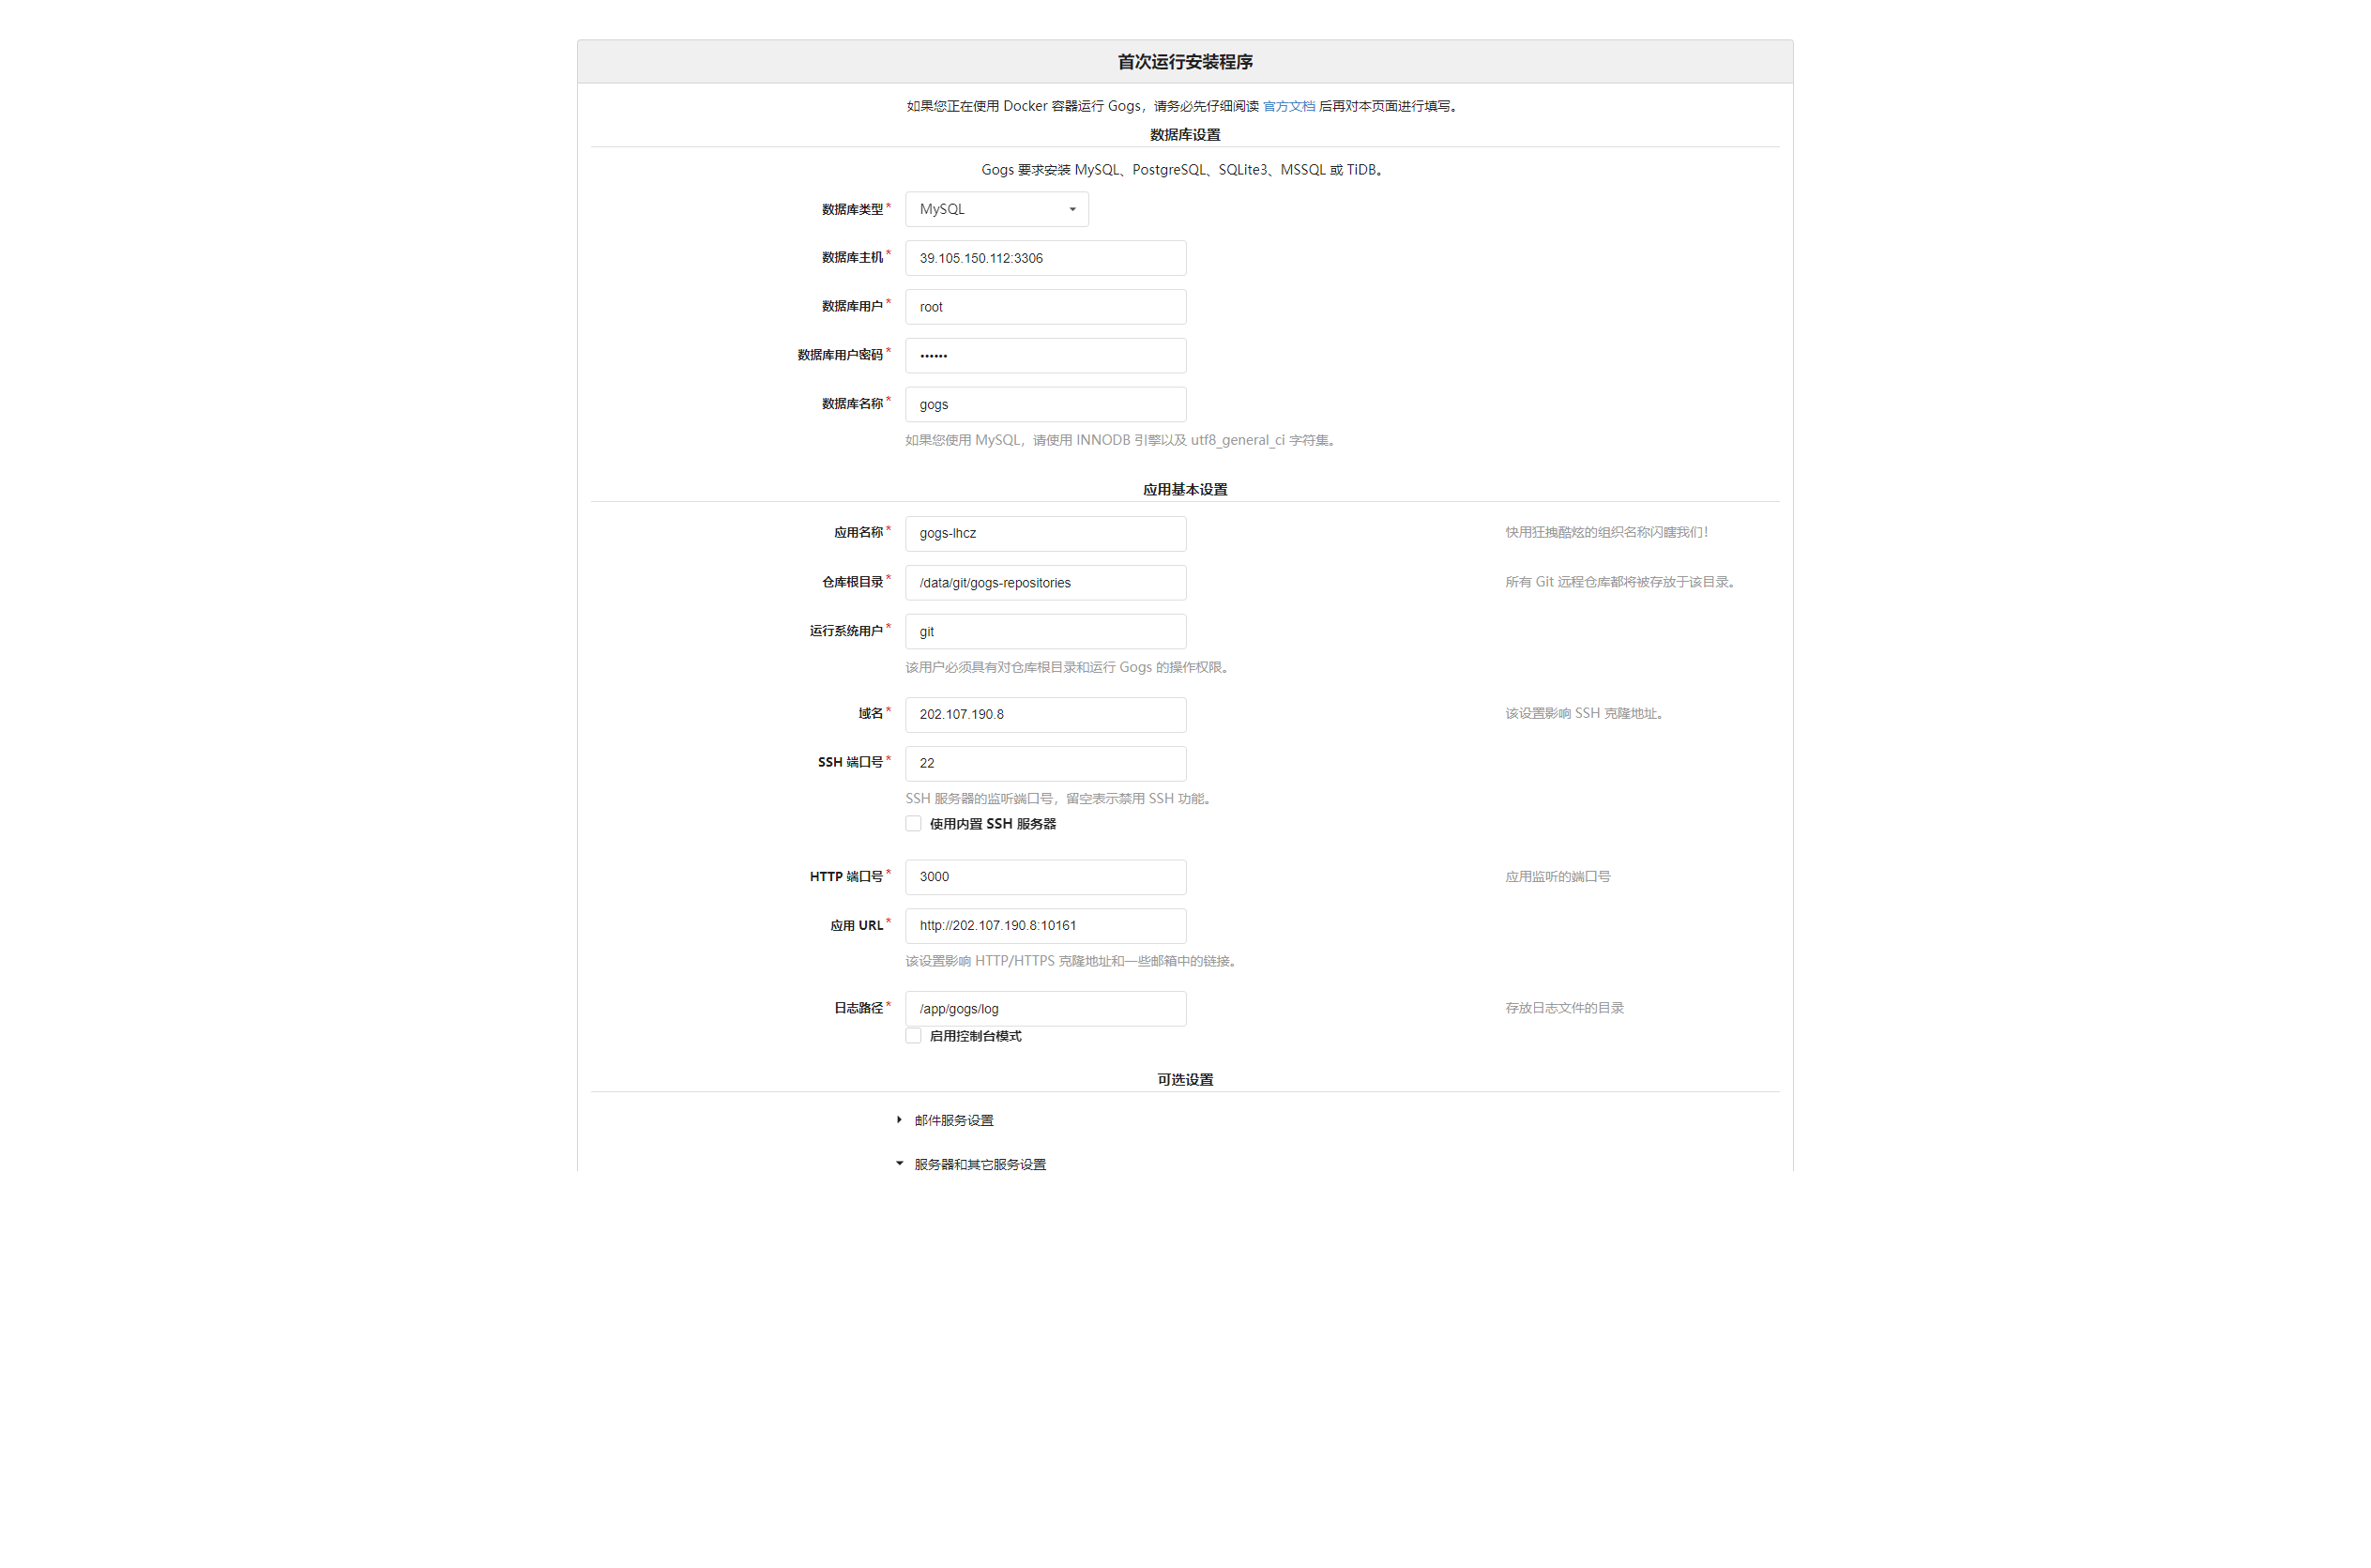 首次运行安装程序
如果您正在使用 Docker 容器运行 Gogs，请务必先仔细阅读 官方文档 后再对本页面进行填写。
数据库设置
Gogs 要求安装 MySQL、PostgreSQL、SQLite3、MSSQL 或 TiDB。
数据库类型* MySQL
数据库主机* 39.105.150.112:3306
数据库用户* root
数据库用户密码* ••••••
数据库名称* gogs
如果您使用 MySQL，请使用 INNODB 引擎以及 utf8_general_ci 字符集。
应用基本设置
应用名称* gogs-lhcz 快用狂拽酷炫的组织名称闪瞎我们！
仓库根目录* /data/git/gogs-repositories 所有 Git 远程仓库都将被存放于该目录。
运行系统用户* git
该用户必须具有对仓库根目录和运行 Gogs 的操作权限。
域名* 202.107.190.8 该设置影响 SSH 克隆地址。
SSH 端口号* 22
SSH 服务器的监听端口号，留空表示禁用 SSH 功能。
使用内置 SSH 服务器
HTTP 端口号* 3000 应用监听的端口号
应用 URL* http://202.107.190.8:10161
该设置影响 HTTP/HTTPS 克隆地址和一些邮箱中的链接。
日志路径* /app/gogs/log 存放日志文件的目录
启用控制台模式
可选设置
邮件服务设置
服务器和其它服务设置